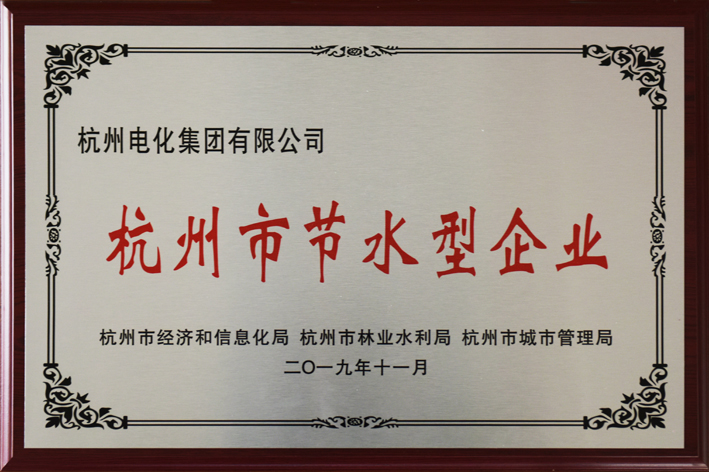 杭州电化集团有限公司
杭州市节水型企业
杭州市经济和信息化局 杭州市林业水利局 杭州市城市管理局
二〇一九年十一月